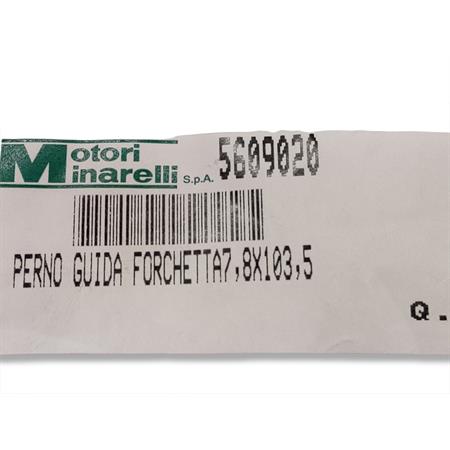 Motori Minarelli S.p.A. 5609020
PERNO GUIDA FORCHETTA7,8X103,5
Q.